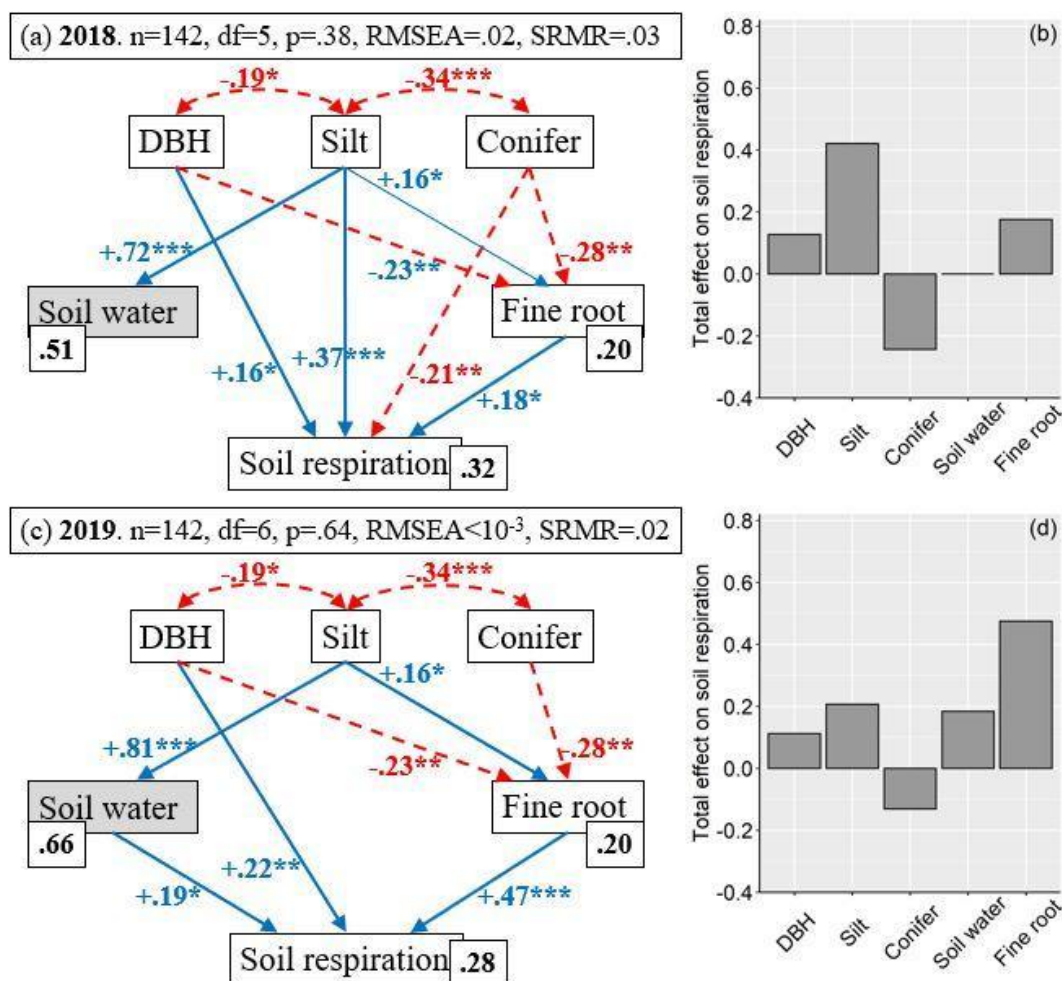 (a) 2018. n=142, df=5, p=.38, RMSEA=.02, SRMR=.03
-.19*
-.34***
DBH
Silt
Conifer
+.16*
+.72***
-.23**
-.28**
Soil water
.51
Fine root
.20
+.16*
+.37***
-.21**
+.18*
Soil respiration
.32
(b)
Total effect on soil respiration
0.8
0.6
0.4
0.2
0.0
-0.2
-0.4
DBH
Silt
Conifer
Soil water
Fine root
(c) 2019. n=142, df=6, p=.64, RMSEA<10-3, SRMR=.02
-.19*
-.34***
DBH
Silt
Conifer
+.16*
+.81***
-.23**
-.28**
Soil water
.66
Fine root
.20
+.19*
+.22**
+.47***
Soil respiration
.28
(d)
Total effect on soil respiration
0.8
0.6
0.4
0.2
0.0
-0.2
-0.4
DBH
Silt
Conifer
Soil water
Fine root